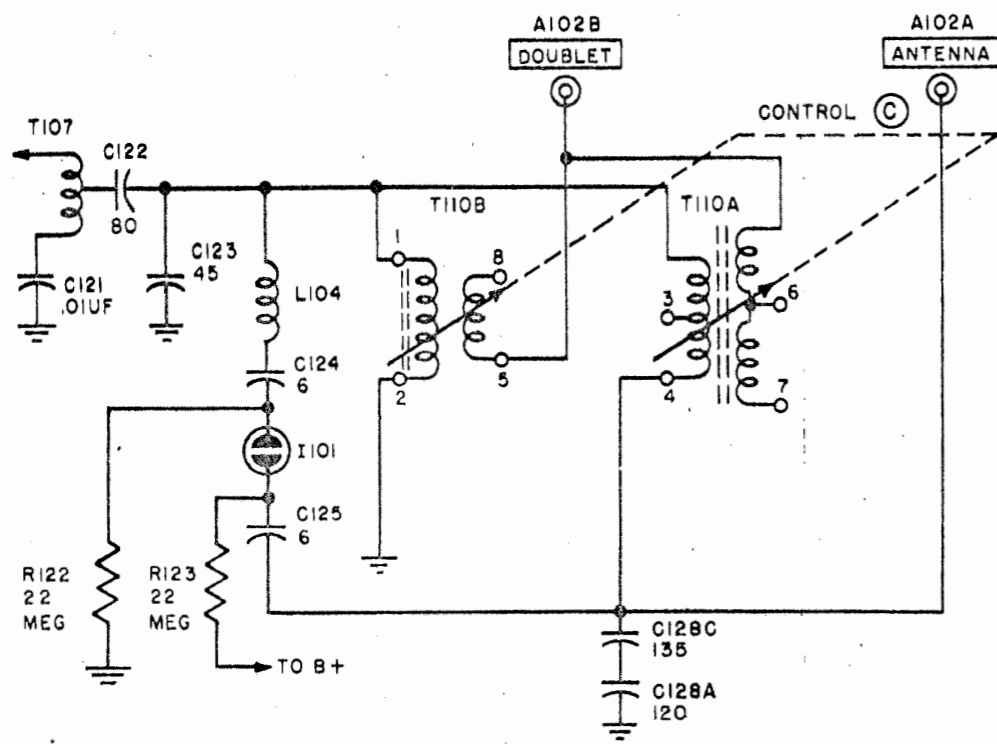 A102B
DOUBLET
A102A
ANTENNA
CONTROL C
T107
C122
80
C123
45
C121
.01UF
L104
T110B
1
2
8
5
T110A
3
4
6
7
C124
6
I101
C125
6
R122
22
MEG
R123
22
MEG
TO B+
C128C
135
C128A
120